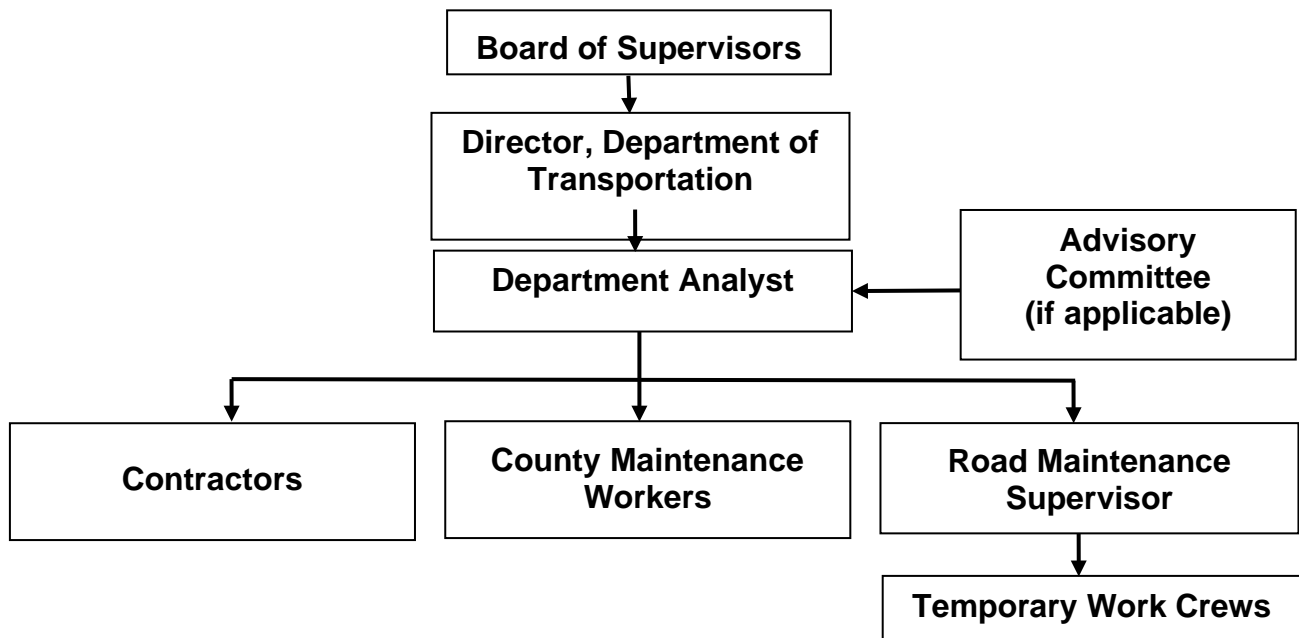 Board of Supervisors
Director, Department of
Transportation
Department Analyst
Advisory
Committee
(if applicable)
Contractors
County Maintenance
Workers
Road Maintenance
Supervisor
Temporary Work Crews